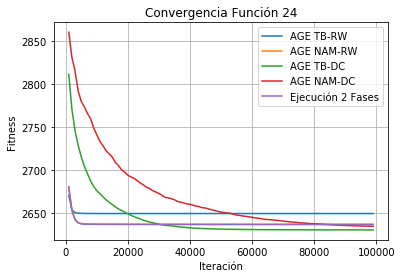 Convergencia Función 24
AGE TB-RW
AGE NAM-RW
AGE TB-DC
AGE NAM-DC
Ejecución 2 Fases
Fitness
2850
2800
2750
2700
2650
0
20000
40000
60000
80000
100000
Iteración